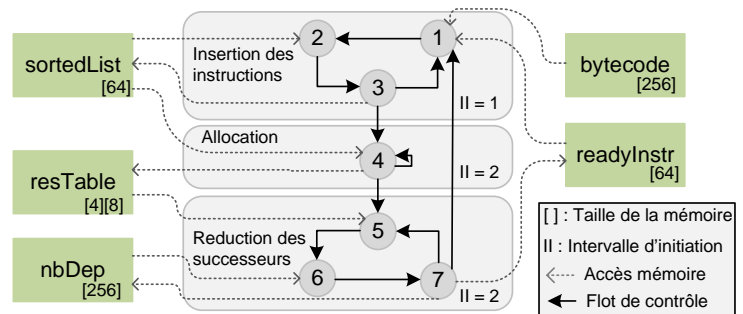 sortedList
[64]
resTable
[4][8]
nbDep
[256]
Insertion des
instructions
2
1
3
II = 1
Allocation
4
II = 2
5
Reduction des
successeurs
6
7
II = 2
bytecode
[256]
readyInstr
[64]
[ ] : Taille de la mémoire
II : Intervalle d'initiation
Accès mémoire
Flot de contrôle